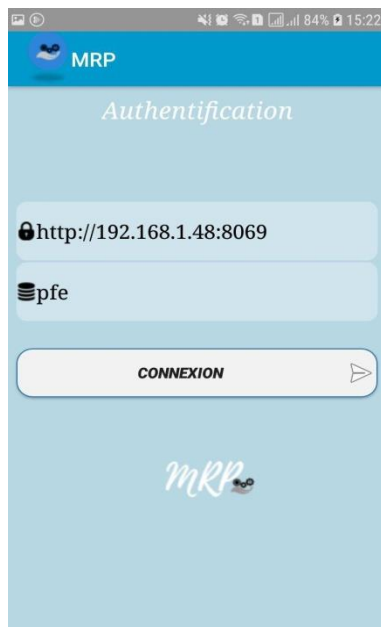 84% 15:22
MRP
Authentification
http://192.168.1.48:8069
pfe
CONNEXION
MRP